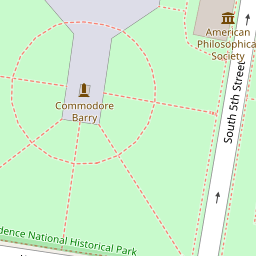 American
Philosophical
Society
Commodore
Barry
South 5th Street
dence National Historical Park